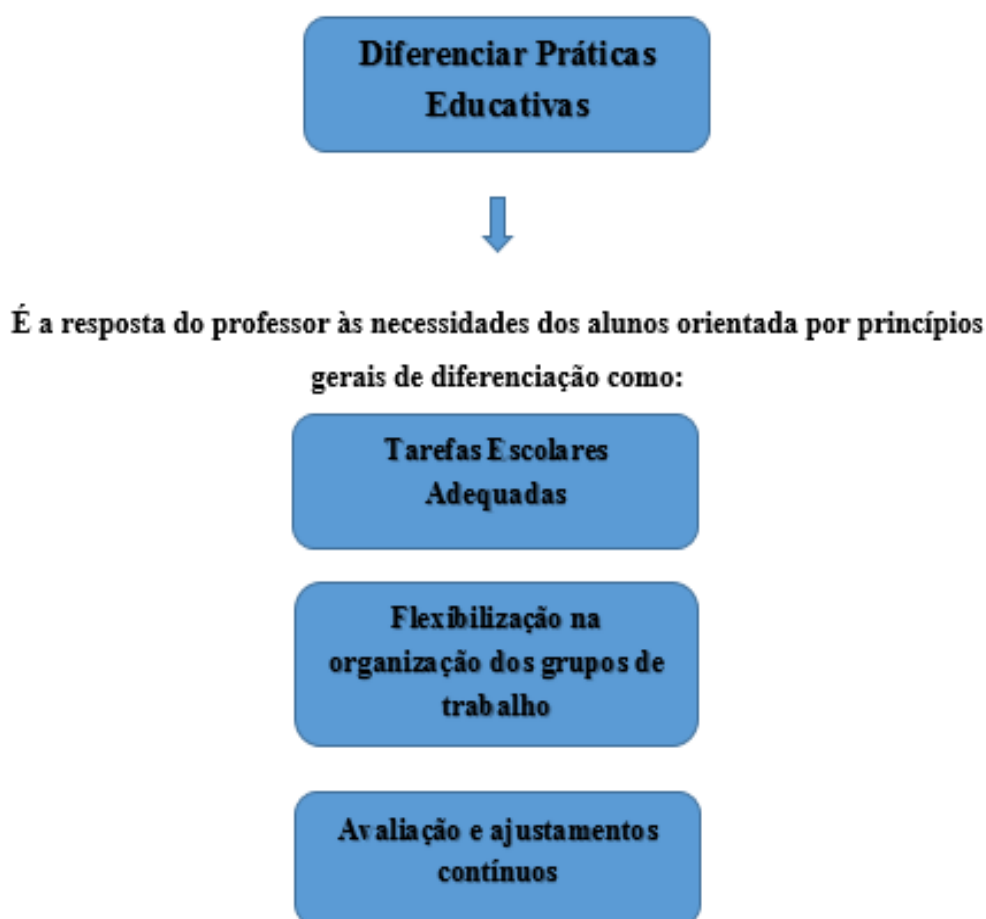 Diferenciar Práticas
Educativas
É a resposta do professor às necessidades dos alunos orientada por princípios
gerais de diferenciação como:
Tarefas Escolares
Adequadas
Flexibilização na
organização dos grupos de
trabalho
Avaliação e ajustamentos
contínuos